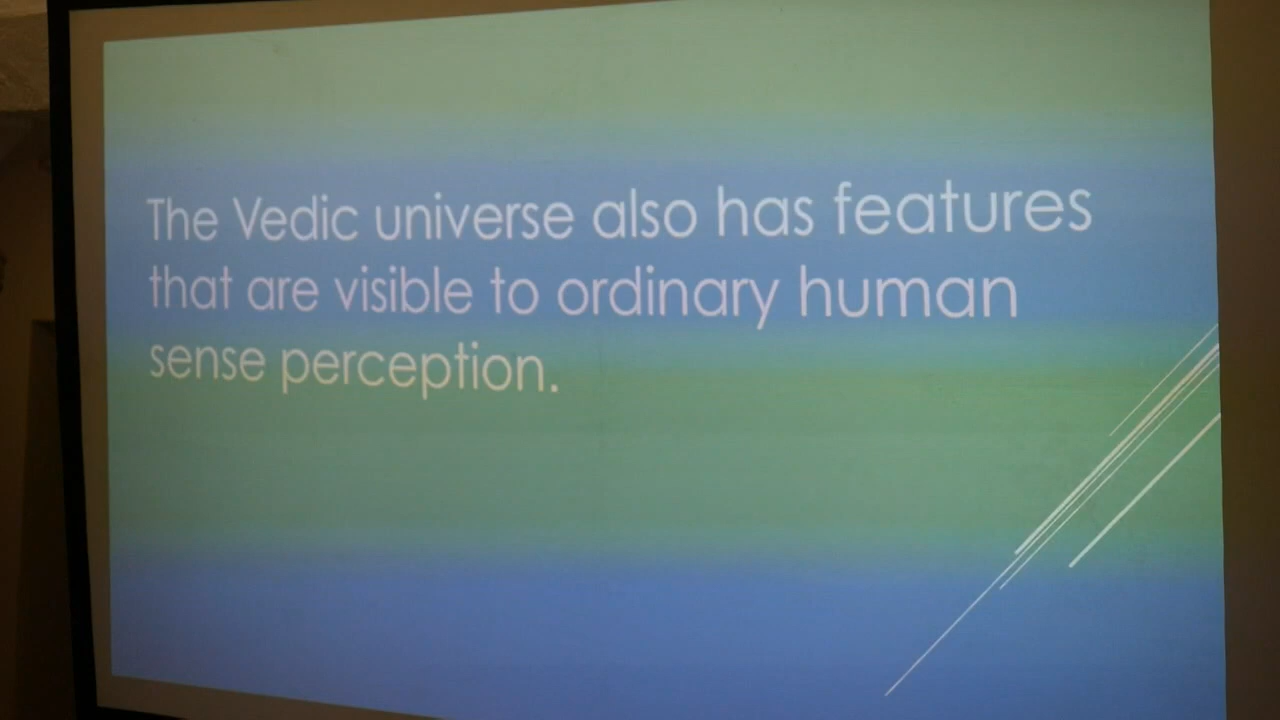 The Vedic universe also has features
that are visible to ordinary human
sense perception.